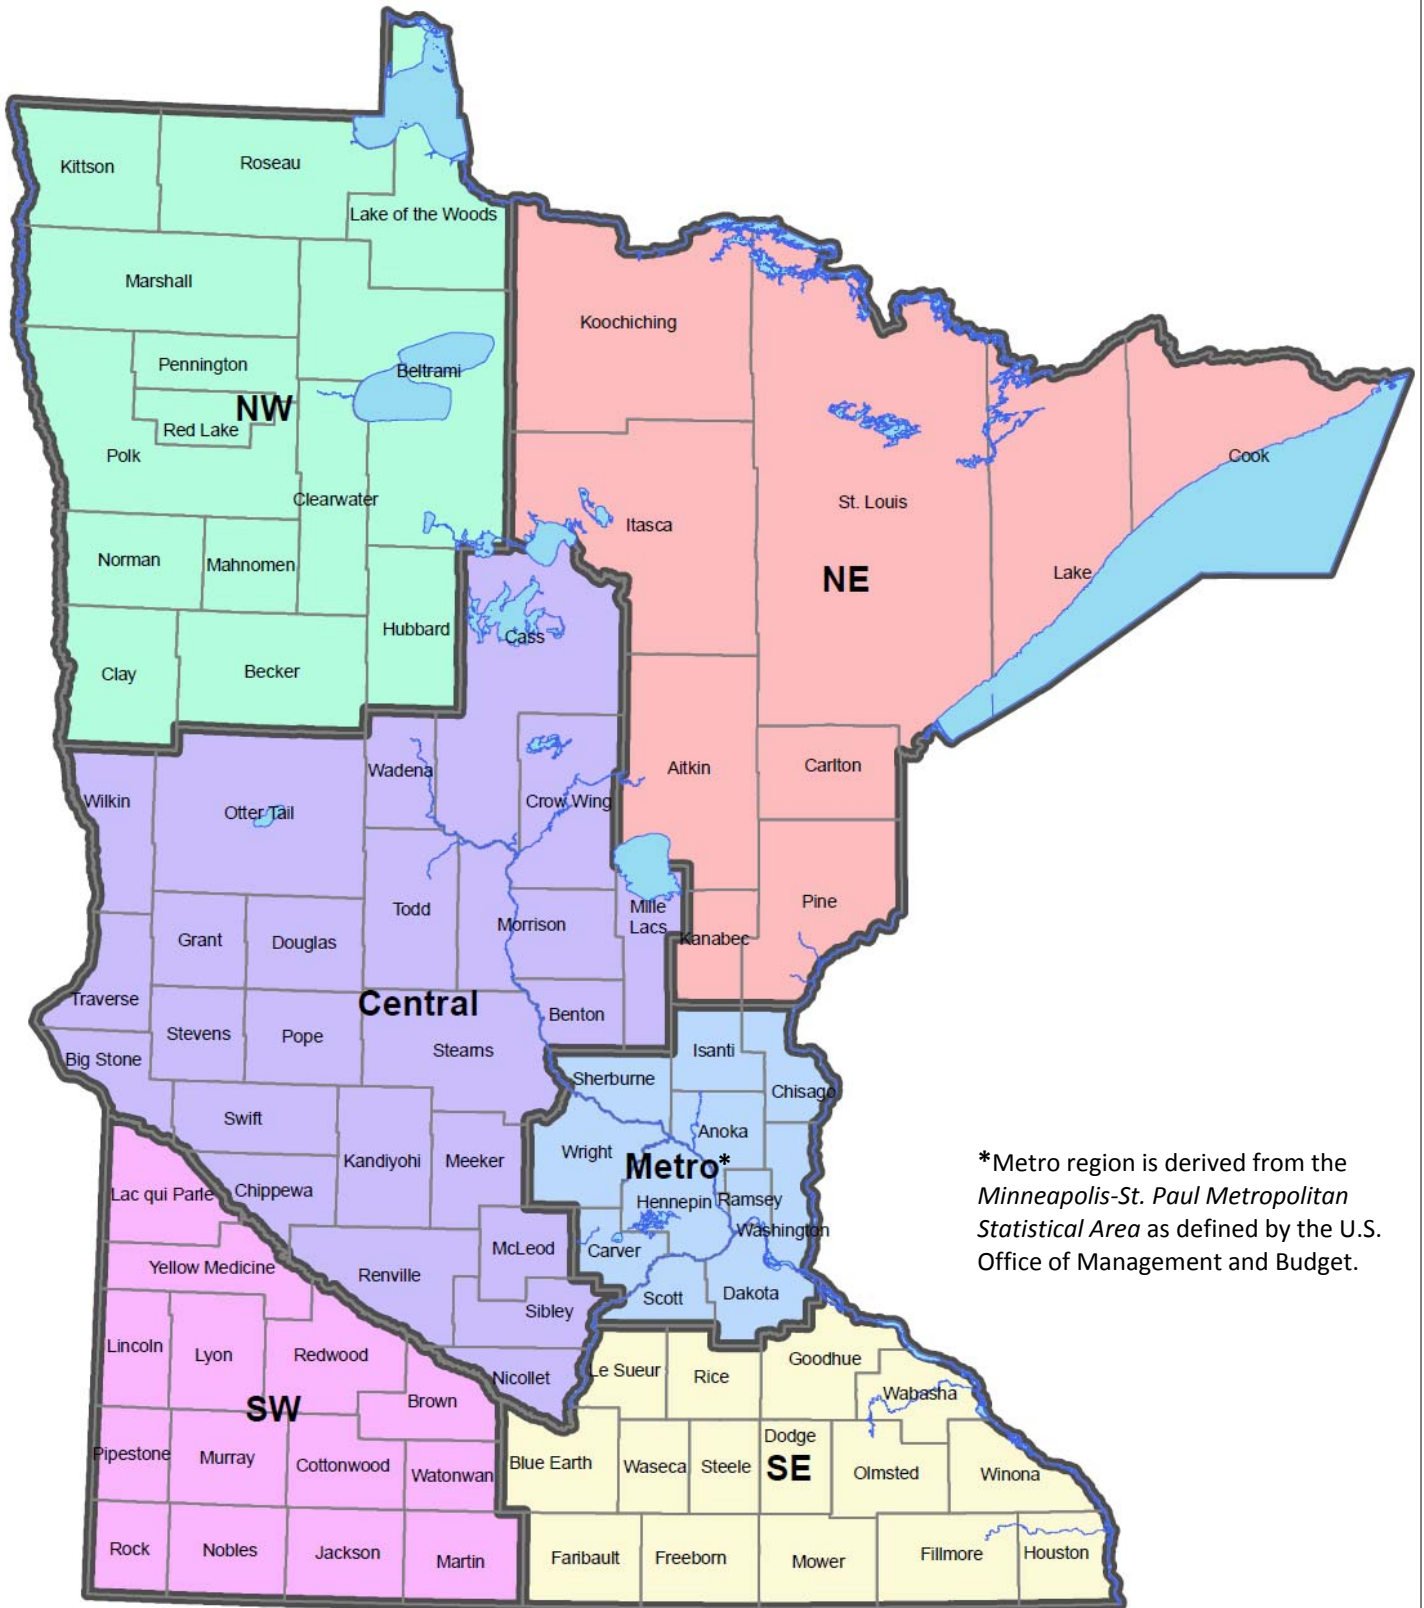 Kittson
Roseau
Lake of the Woods
Marshall
Koochiching
Pennington
Beltrami
NW
Red Lake
Polk
Cook
Clearwater
St. Louis
Itasca
Norman
Mahnomen
Lake
NE
Hubbard
Cass
Clay
Becker
Wadena
Aitkin
Carlton
Wilkin
Otter Tail
Crow Wing
Todd
Mille
Lacs
Pine
Morrison
Grant
Douglas
Kanabec
Traverse
Central
Benton
Stevens
Pope
Stearns
Isanti
Big Stone
Sherburne
Chisago
Swift
Anoka
Wright
Kandiyohi
Meeker
Metro*
Lac qui Parle
Chippewa
Hennepin
Ramsey
Washington
McLeod
Carver
Yellow Medicine
Renville
Scott
Dakota
Sibley
Lincoln
Lyon
Redwood
Nicollet
Le Sueur
Rice
Goodhue
Wabasha
Brown
SW
Pipestone
Murray
Cottonwood
Watonwan
Blue Earth
Waseca
Steele
Dodge
SE
Olmsted
Winona
Rock
Nobles
Jackson
Martin
Faribault
Freeborn
Mower
Fillmore
Houston
*Metro region is derived from the
Minneapolis-St. Paul Metropolitan
Statistical Area as defined by the U.S.
Office of Management and Budget.